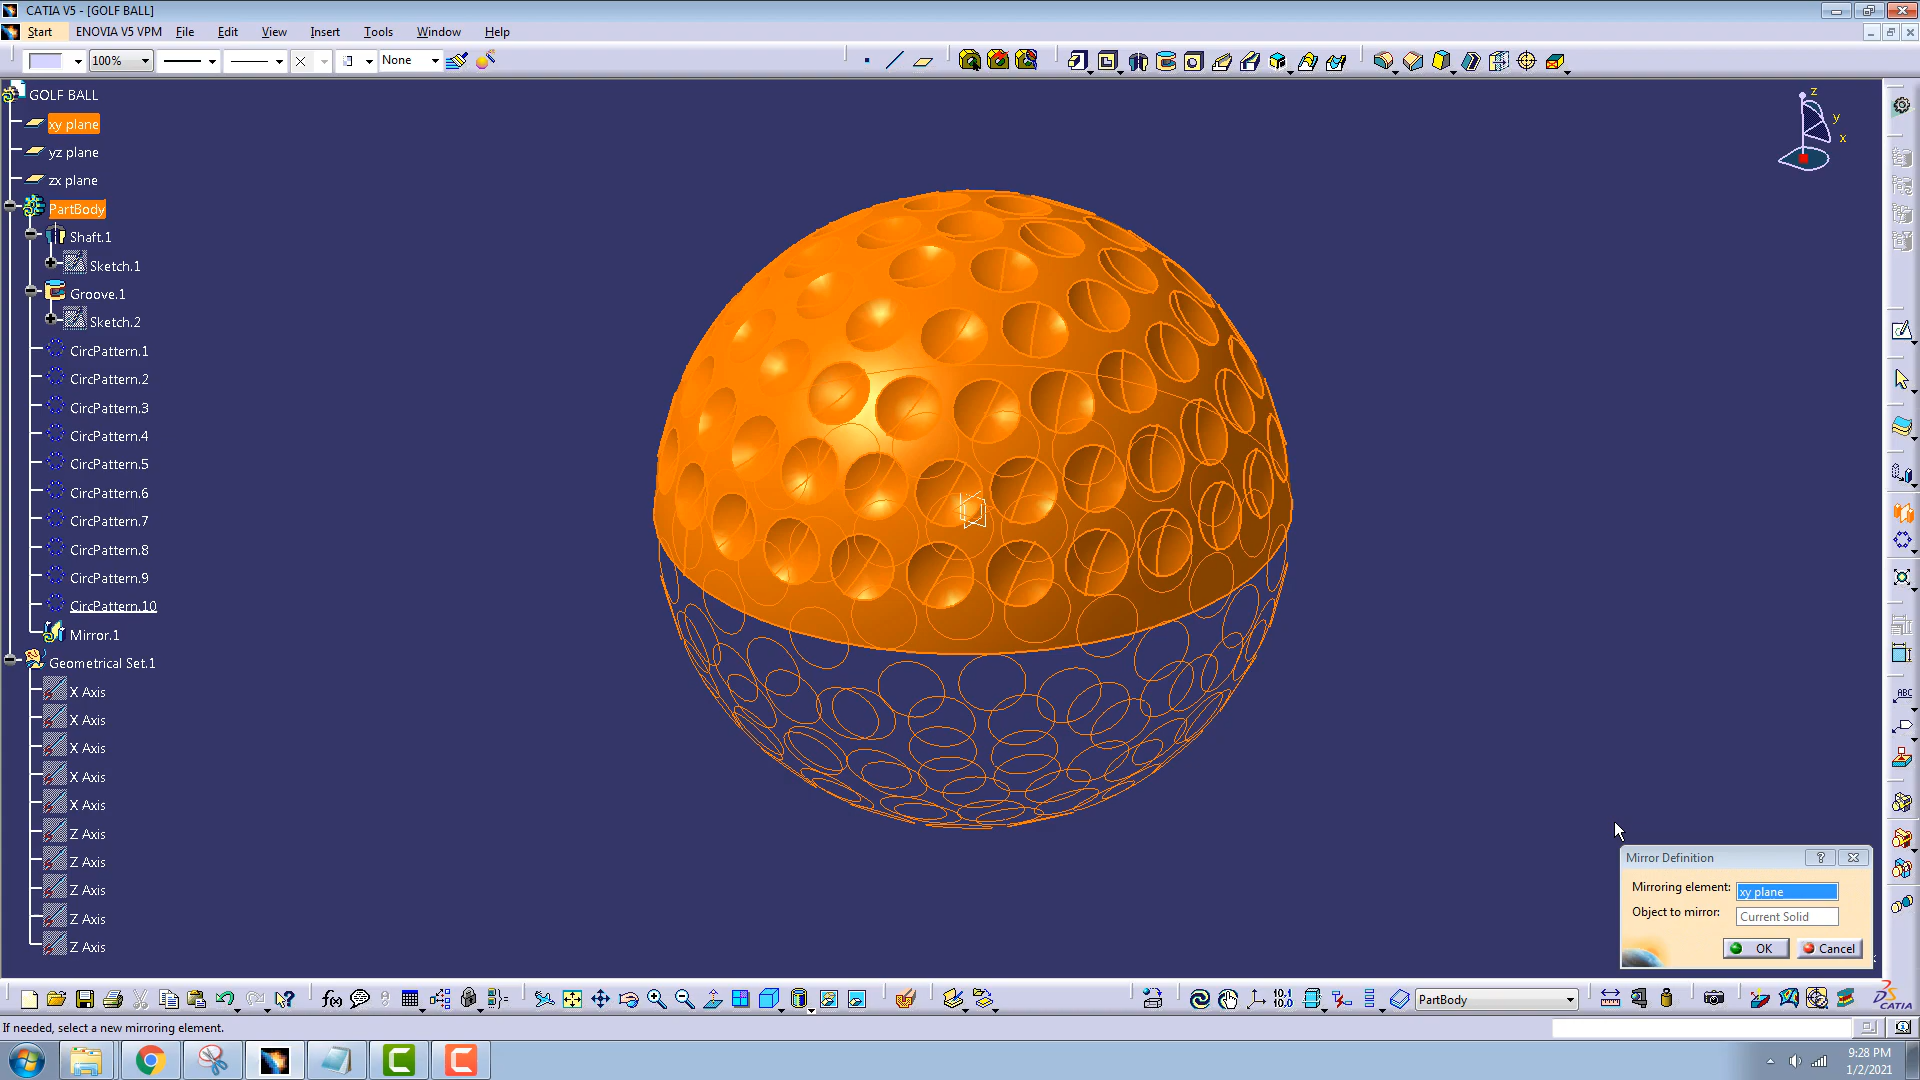 CATIA V5 - [GOLF BALL]
Start ENOVIA V5 VPM File Edit View Insert Tools Window Help
100% None
GOLF BALL
xy plane
yz plane
zx plane
PartBody
Shaft.1
Sketch.1
Groove.1
Sketch.2
CircPattern.1
CircPattern.2
CircPattern.3
CircPattern.4
CircPattern.5
CircPattern.6
CircPattern.7
CircPattern.8
CircPattern.9
CircPattern.10
Mirror.1
Geometrical Set.1
X Axis
X Axis
X Axis
X Axis
X Axis
Z Axis
Z Axis
Z Axis
Z Axis
Z Axis
z
y
x
ABC
Mirror Definition
Mirroring element: xy plane
Object to mirror: Current Solid
OK Cancel
f(x) 10:1 PartBody
CATIA
If needed, select a new mirroring element.
9:28 PM
1/2/2021